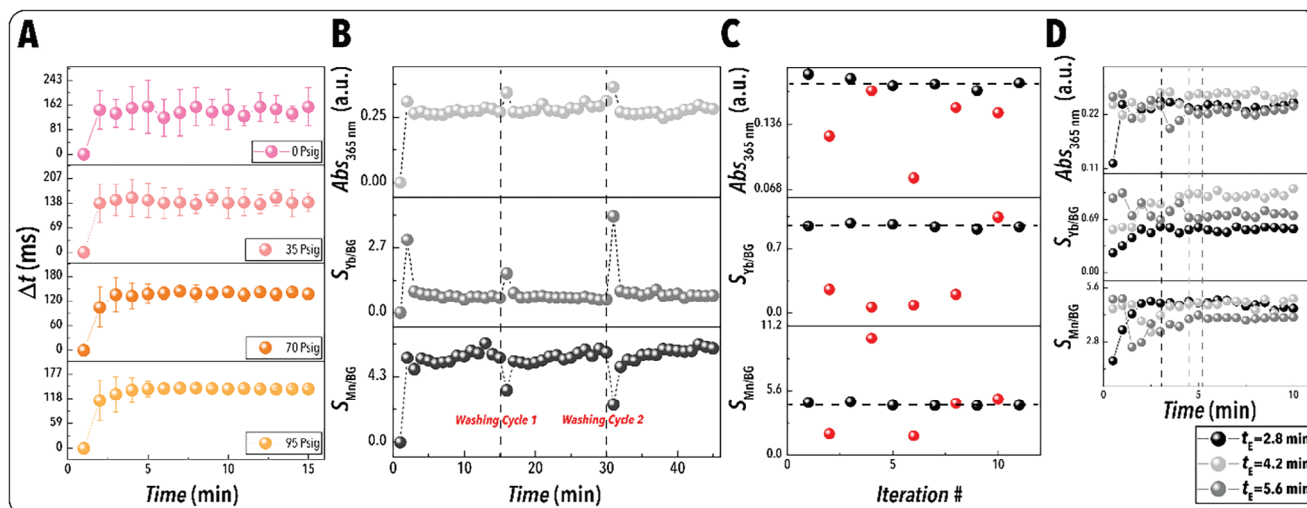 A
Δt (ms)
243
162
81
0
0 Psig
207
138
69
0
35 Psig
180
120
60
0
70 Psig
177
118
59
0
95 Psig
0 5 10 15
Time (min)
B
Abs365 nm (a.u.)
0.25
0.00
SYb/BG
2.7
0.0
SMn/BG
4.3
0.0
Washing Cycle 1
Washing Cycle 2
0 10 20 30 40
Time (min)
C
Abs365 nm (a.u.)
0.136
0.068
SYb/BG
0.7
0.0
SMn/BG
11.2
5.6
0.0
0 5 10
Iteration #
D
Abs365 nm (a.u.)
0.22
0.11
SYb/BG
0.69
0.00
SMn/BG
5.6
2.8
0 5 10
Time (min)
tE=2.8 min
tE=4.2 min
tE=5.6 min